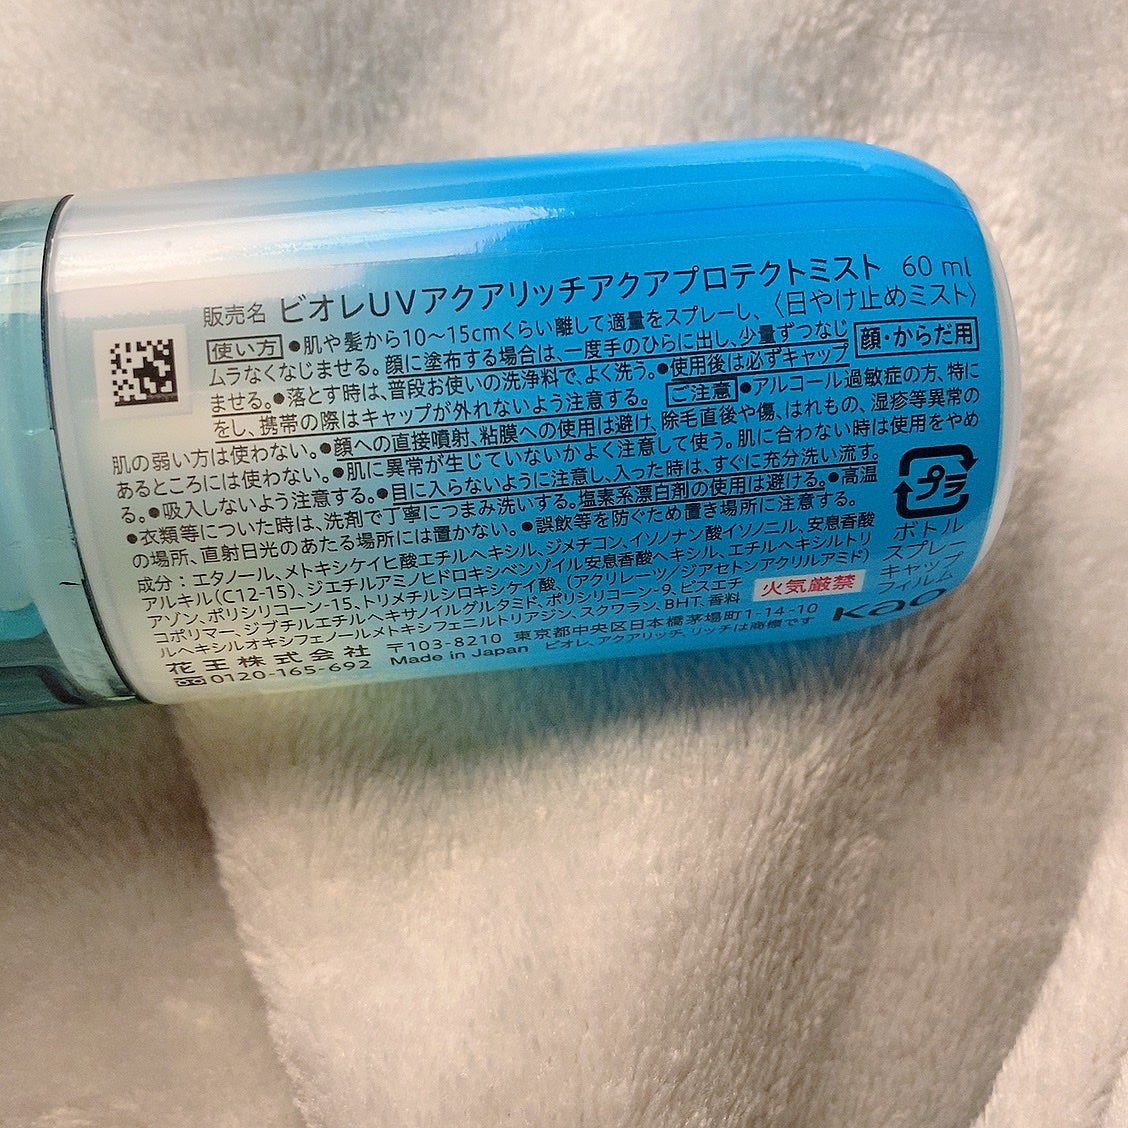 販売名 ビオレUVアクアリッチアクアプロテクトミスト 60 ml
〈日やけ止めミスト〉
使い方 ●肌や髪から10～15cmくらい離して適量をスプレーし、
顔・からだ用
ムラなくなじませる。顔に塗布する場合は、一度手のひらに出し、少量ずつなじ
ませる。●落とす時は、普段お使いの洗浄料で、よく洗う。●使用後は必ずキャップ
をし、携帯の際はキャップが外れないよう注意する。 ご注意 ●アルコール過敏症の方、特に
肌の弱い方は使わない。●顔への直接噴射、粘膜への使用は避け、除毛直後や傷、はれもの、湿疹等異常の
あるところには使わない。●肌に異常が生じていないかよく注意して使う。肌に合わない時は使用をやめ
る。●吸入しないよう注意する。●目に入らないように注意し、入った時は、すぐに充分洗い流す。
●衣類等についた時は、洗剤で丁寧につまみ洗いする。塩素系漂白剤の使用は避ける。●高温
の場所、直射日光のあたる場所には置かない。●誤飲等を防ぐため置き場所に注意する。
成分：エタノール、メトキシケイヒ酸エチルヘキシル、ジメチコン、イソノナン酸イソノニル、安息香酸
アルキル(C12-15)、ジエチルアミノヒドロキシベンゾイル安息香酸ヘキシル、エチルヘキシルトリ
アゾン、ポリシリコーン-15、トリメチルシロキシケイ酸、(アクリレーツ/ジアセトンアクリルアミド)
コポリマー、ジブチルエチルヘキサノイルグルタミド、ポリシリコーン-9、ビスエチ
ルヘキシルオキシフェノールメトキシフェニルトリアジン、スクワラン、BHT、香料
火気厳禁
プラ
ボトル
スプレー
キャップ
フィルム
Kao
花王株式会社 〒103-8210 東京都中央区日本橋茅場町1-14-10
0120-165-692 Made in Japan ビオレ、アクアリッチ、リッチは商標です